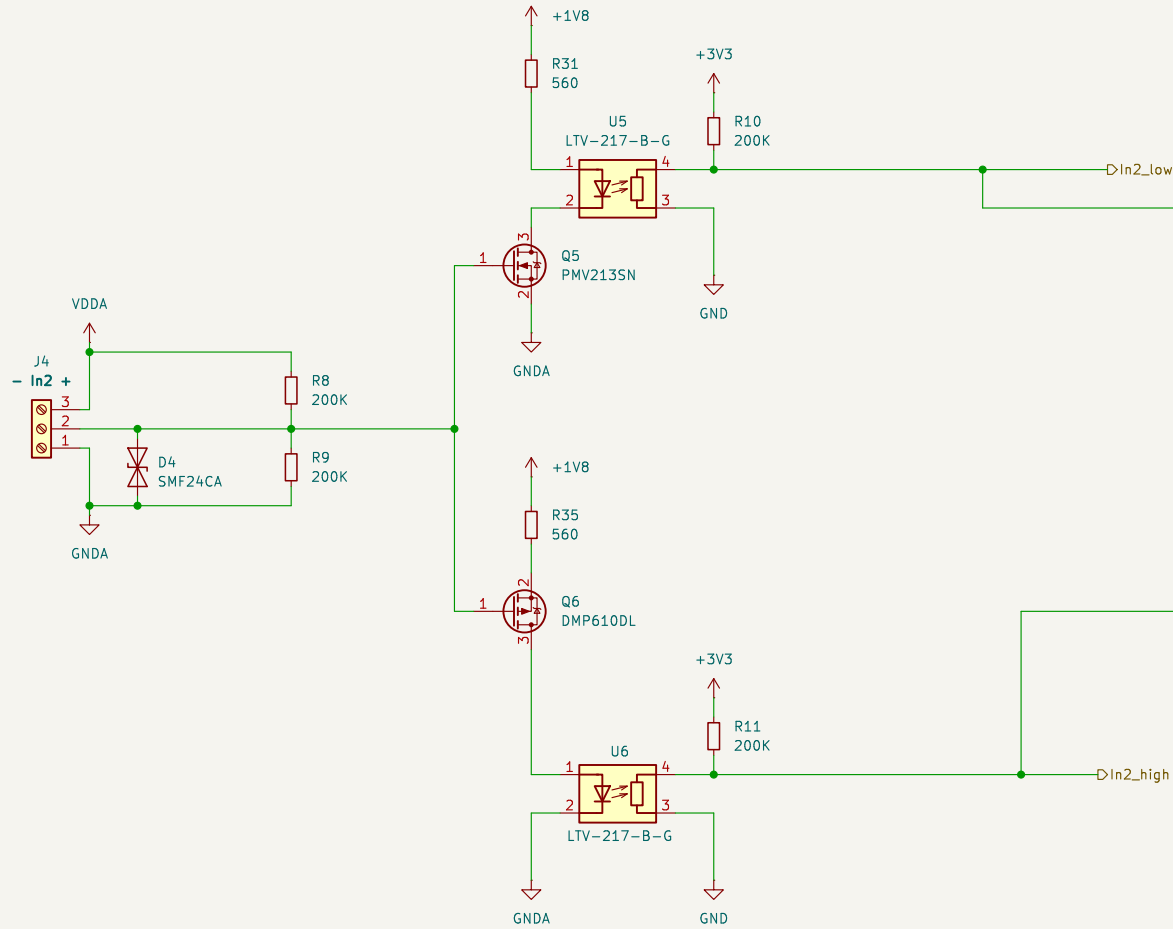 +1V8
R31
560
+3V3
U5
LTV-217-B-G
R10
200K
1
4
In2_low
2
3
3
1
Q5
PMV213SN
2
GND
GNDA
VDDA
J4
- In2 +
3
2
1
R8
200K
D4
SMF24CA
R9
200K
GNDA
+1V8
R35
560
2
1
Q6
DMP610DL
3
+3V3
R11
200K
U6
1
4
In2_high
2
3
LTV-217-B-G
GNDA
GND